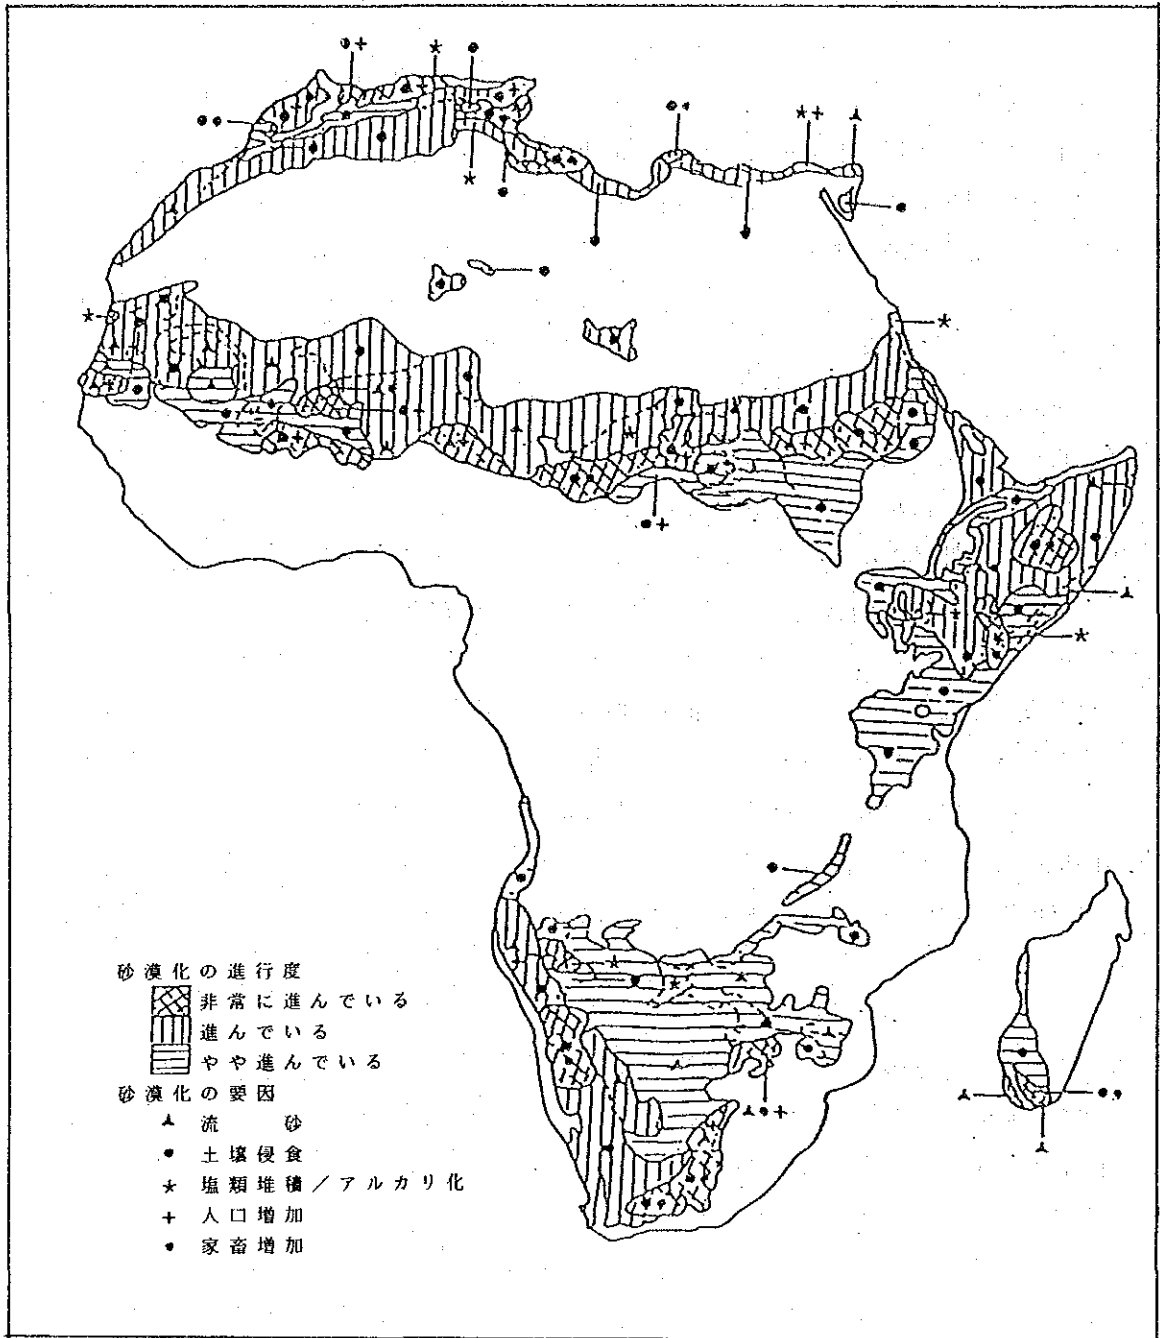 砂漠化の進行度
非常に進んでいる
進んでいる
やや進んでいる
砂漠化の要因
流砂
土壌侵食
塩類堆積／アルカリ化
人口増加
家畜増加